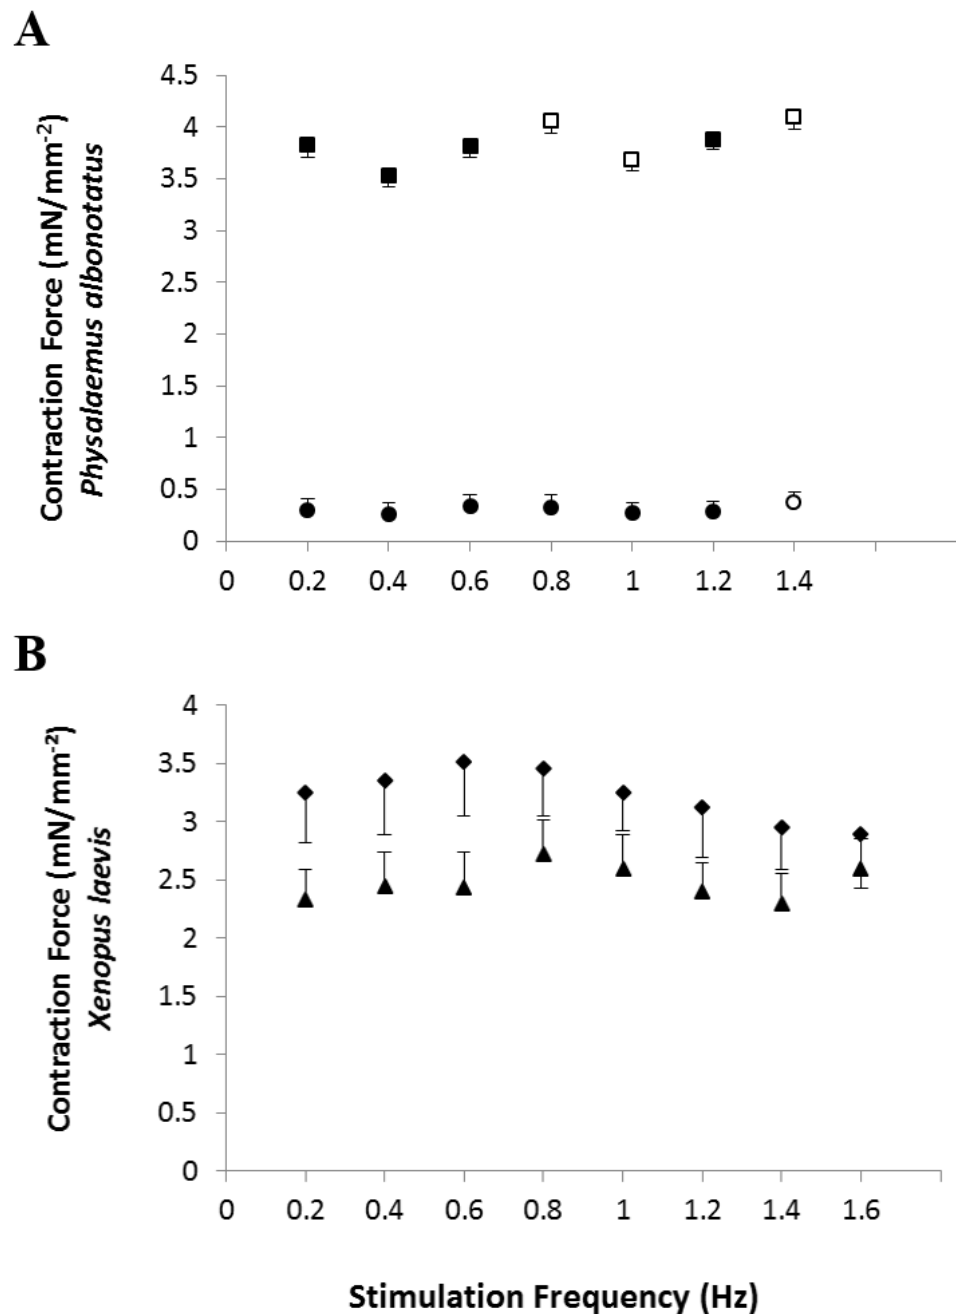 A
Contraction Force (mN/mm-2)
Physalaemus albonotatus
4.5
4
3.5
3
2.5
2
1.5
1
0.5
0
0 0.2 0.4 0.6 0.8 1 1.2 1.4
B
Contraction Force (mN/mm-2)
Xenopus laevis
4
3.5
3
2.5
2
1.5
1
0.5
0
0 0.2 0.4 0.6 0.8 1 1.2 1.4 1.6
Stimulation Frequency (Hz)